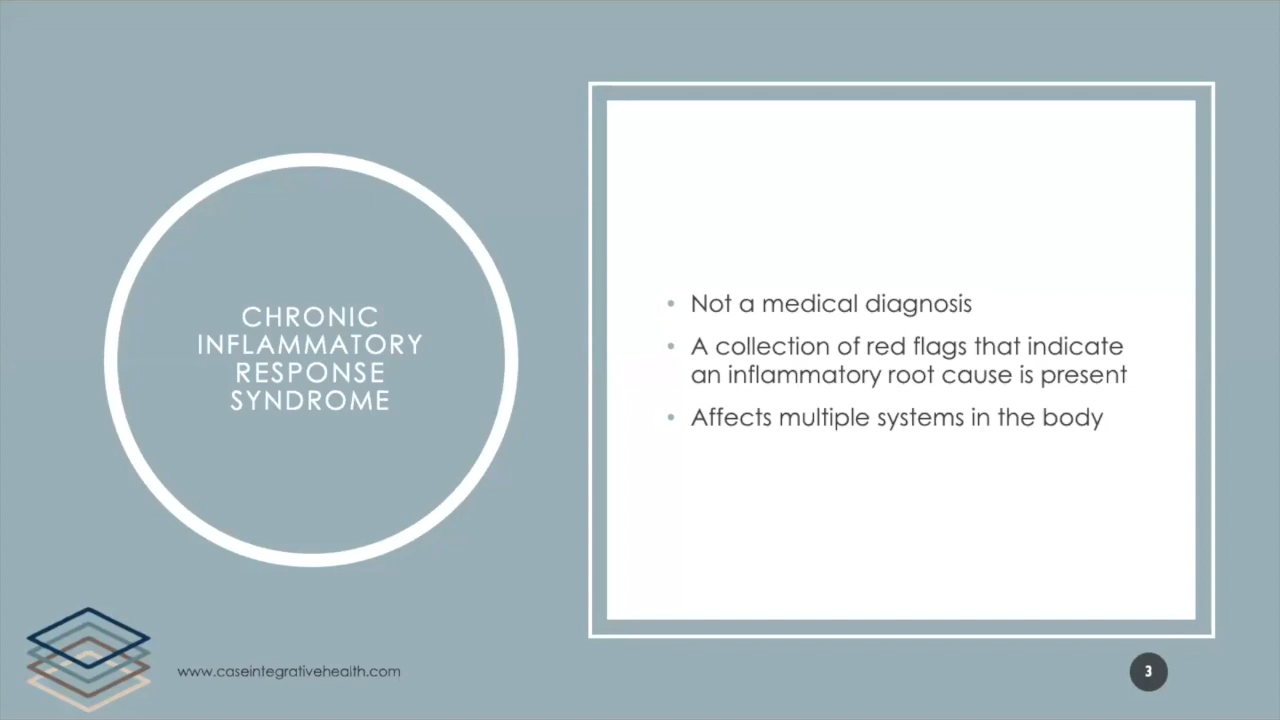 CHRONIC
INFLAMMATORY
RESPONSE
SYNDROME
• Not a medical diagnosis
• A collection of red flags that indicate
an inflammatory root cause is present
• Affects multiple systems in the body
www.caseintegrativehealth.com
3